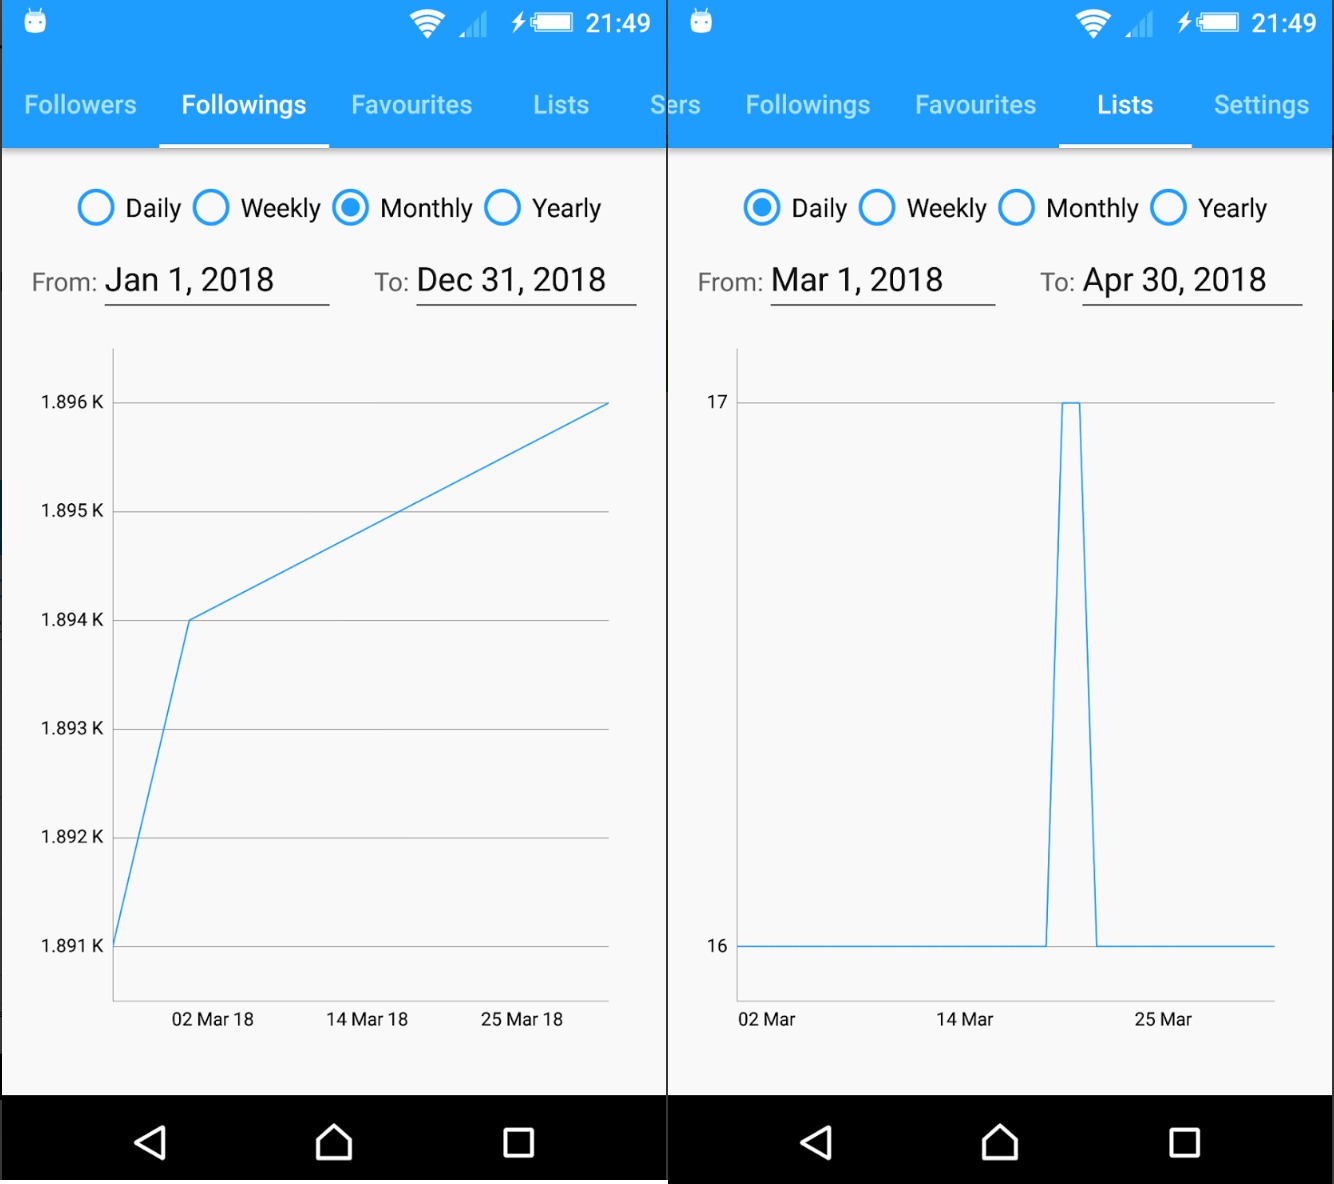 21:49
Followers Followings Favourites Lists S
Daily Weekly Monthly Yearly
From: Jan 1, 2018 To: Dec 31, 2018
1.896 K
1.895 K
1.894 K
1.893 K
1.892 K
1.891 K
02 Mar 18 14 Mar 18 25 Mar 18
21:49
ers Followings Favourites Lists Settings
Daily Weekly Monthly Yearly
From: Mar 1, 2018 To: Apr 30, 2018
17
16
02 Mar 14 Mar 25 Mar